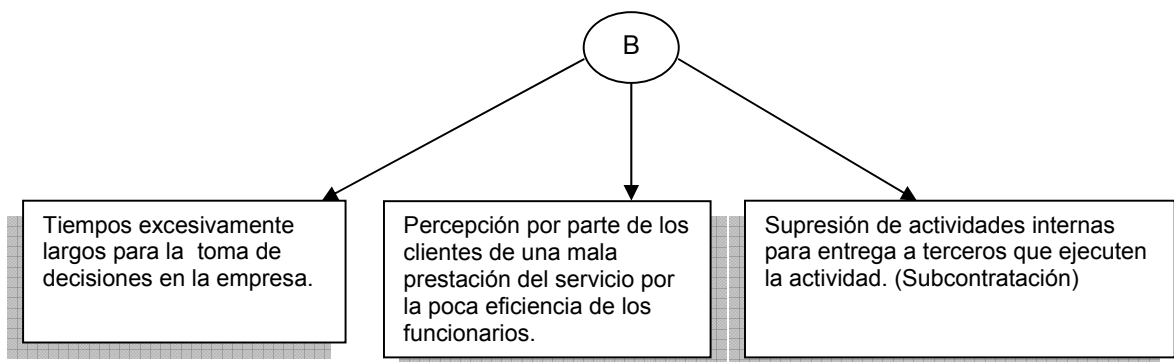 B
Tiempos excesivamente
largos para la toma de
decisiones en la empresa.
Percepción por parte de los
clientes de una mala
prestación del servicio por
la poca eficiencia de los
funcionarios.
Supresión de actividades internas
para entrega a terceros que ejecuten
la actividad. (Subcontratación)